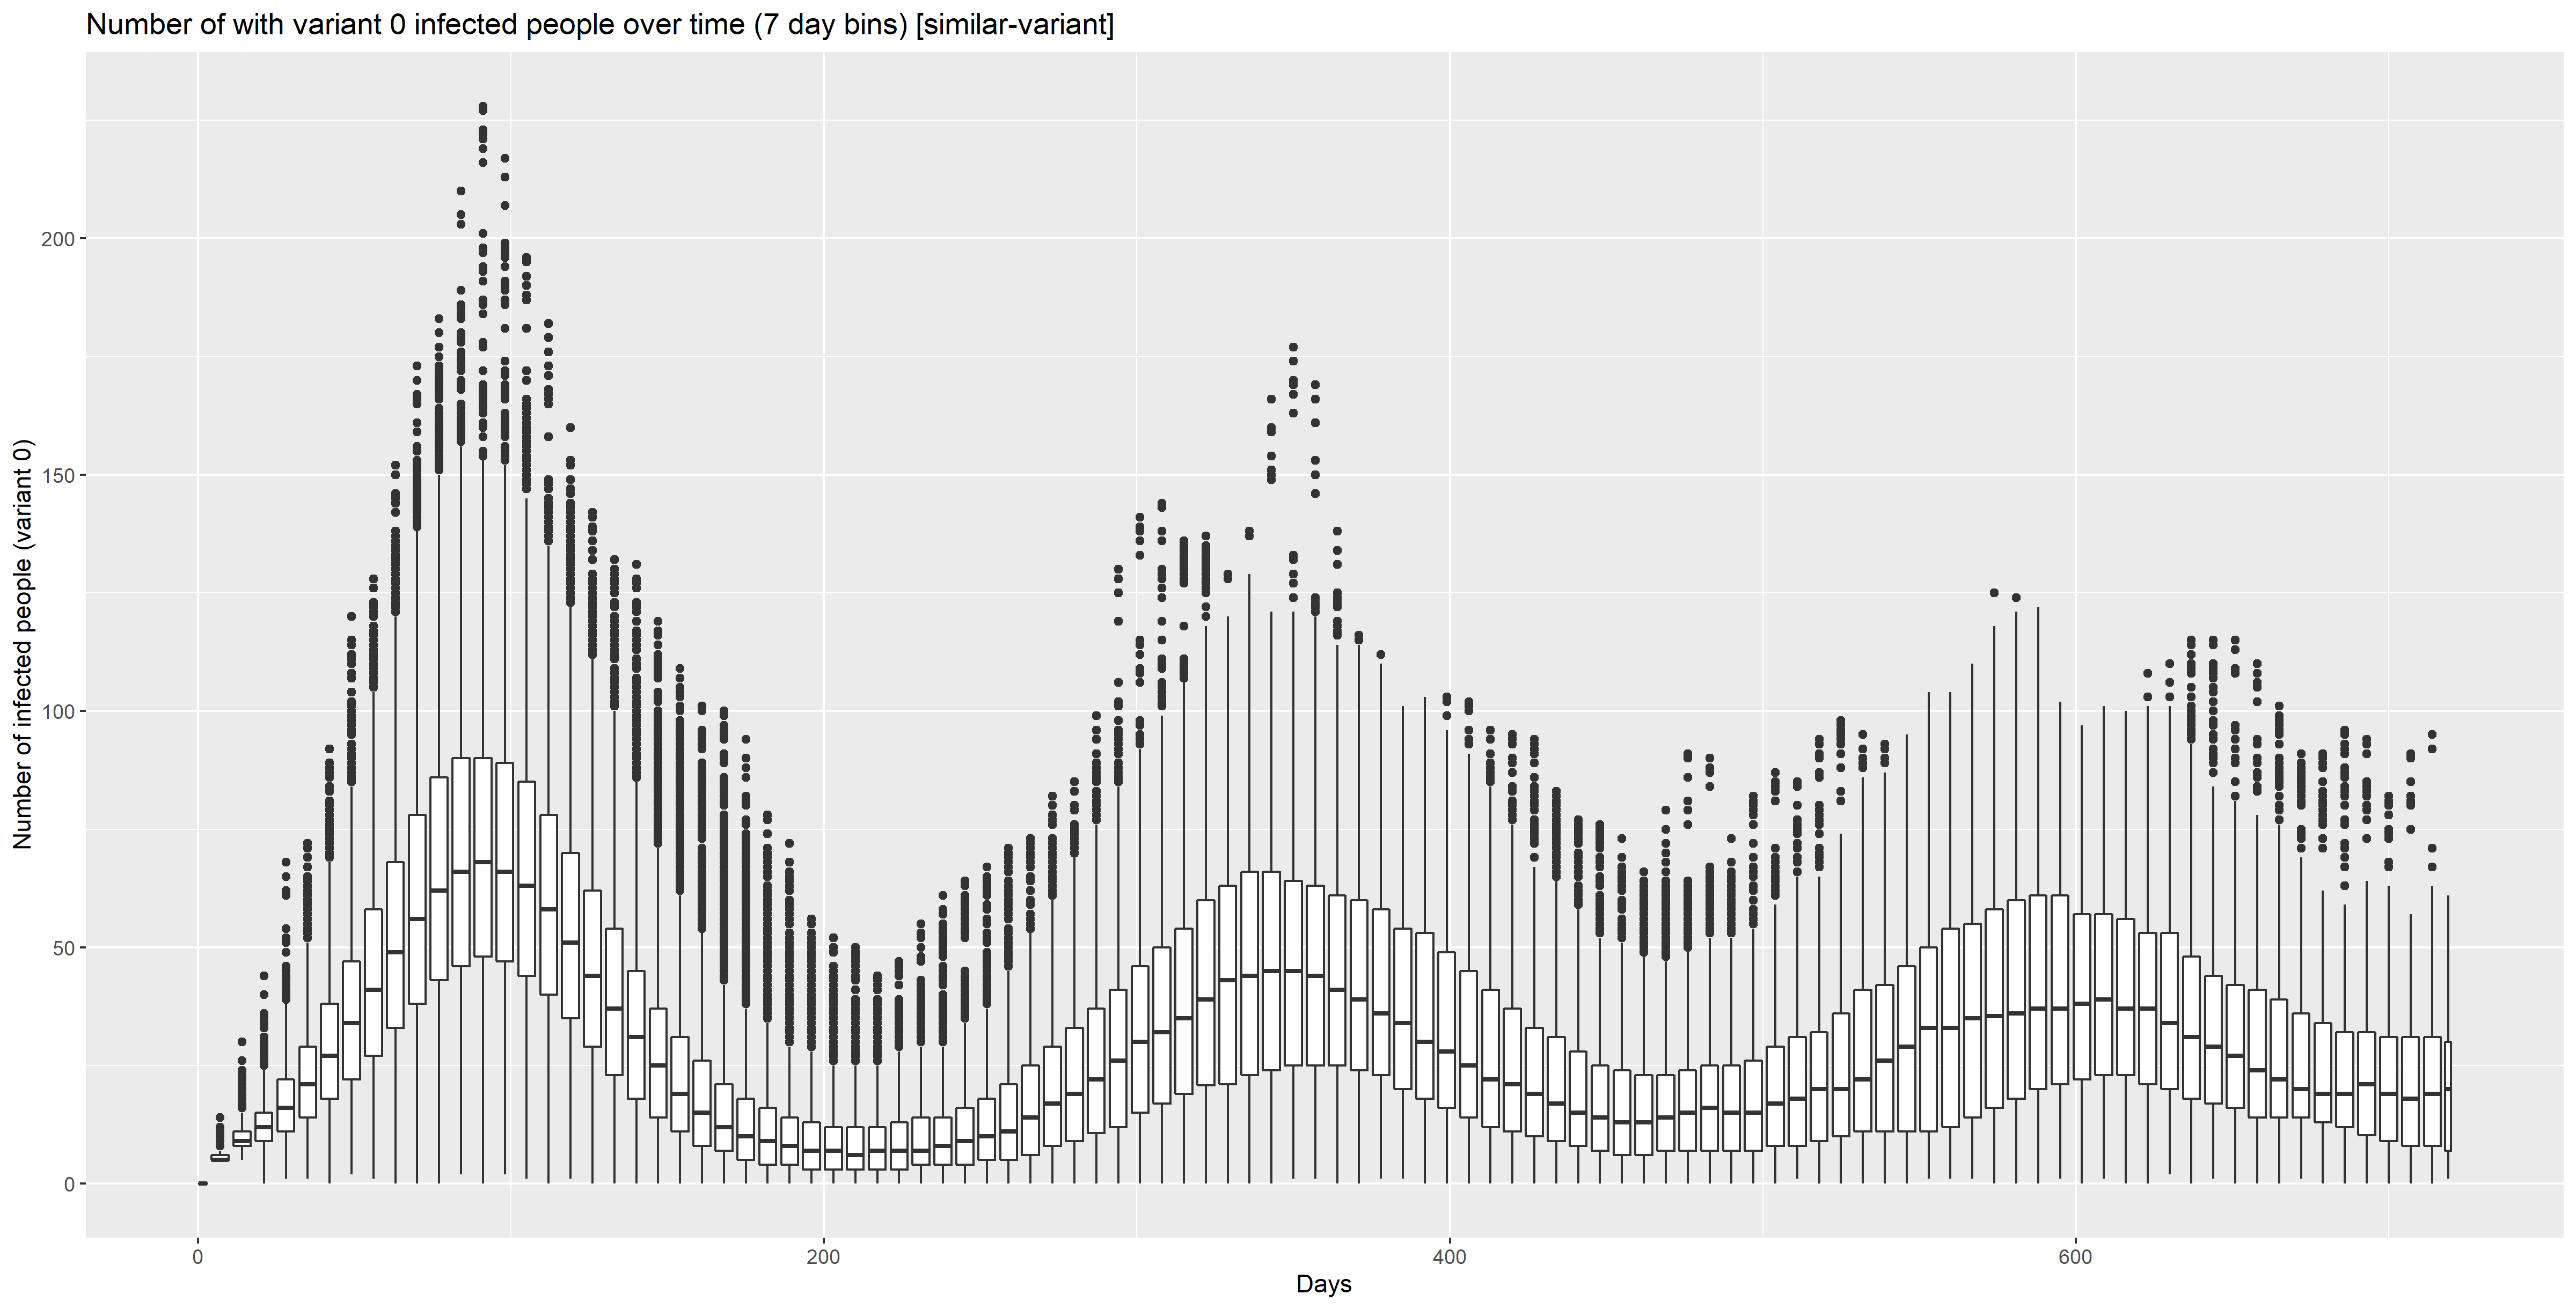 Number of with variant 0 infected people over time (7 day bins) [similar-variant]
Number of infected people (variant 0)
200
150
100
50
0
0 200 400 600
Days